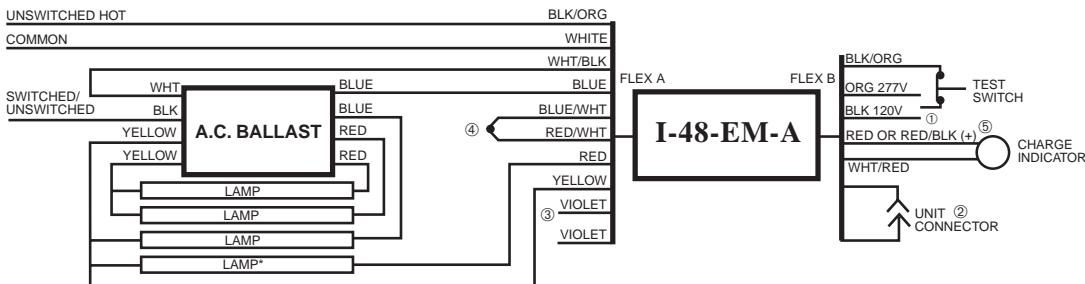 UNSWITCHED HOT
BLK/ORG
COMMON
WHITE
WHT/BLK
WHT
BLUE
BLUE
SWITCHED/
UNSWITCHED
BLK
BLUE
BLUE/WHT
YELLOW
A.C. BALLAST
RED
④
RED/WHT
YELLOW
RED
RED
LAMP
YELLOW
LAMP
③
VIOLET
LAMP
VIOLET
LAMP*
FLEX A
I-48-EM-A
FLEX B
BLK/ORG
ORG 277V
TEST
SWITCH
BLK 120V
①
RED OR RED/BLK (+)
⑤
CHARGE
INDICATOR
WHT/RED
UNIT ②
CONNECTOR